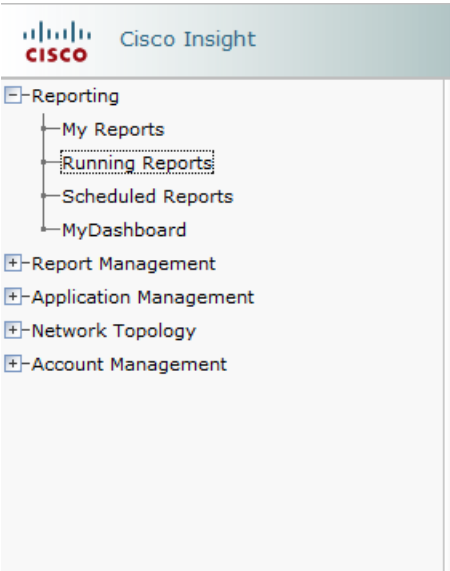 CISCO
Cisco Insight
Reporting
My Reports
Running Reports
Scheduled Reports
MyDashboard
Report Management
Application Management
Network Topology
Account Management